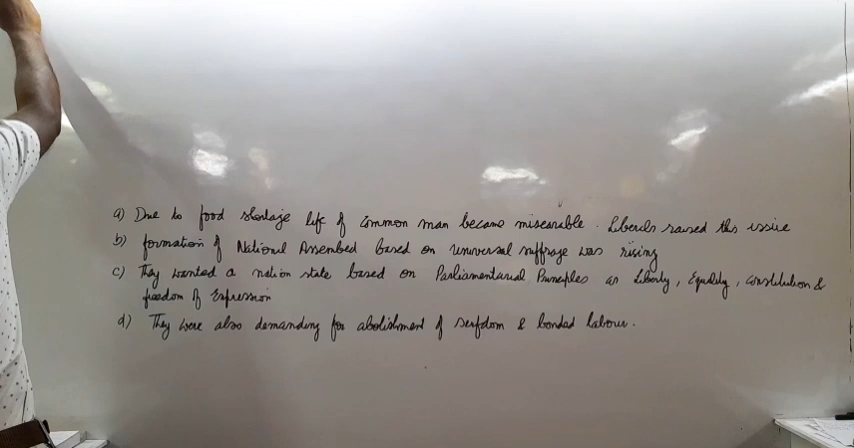 a) Due to food shortage life of common man became misearable. Liberals raised this issue
b) formation of National Assembed based on universal suffrage was rising
c) They wanted a nation state based on Parliamentarial Principles as Liberty, Equality, constitution &
freedom of Expression
d) They were also demanding for abolishment of serfdom & bonded labour.